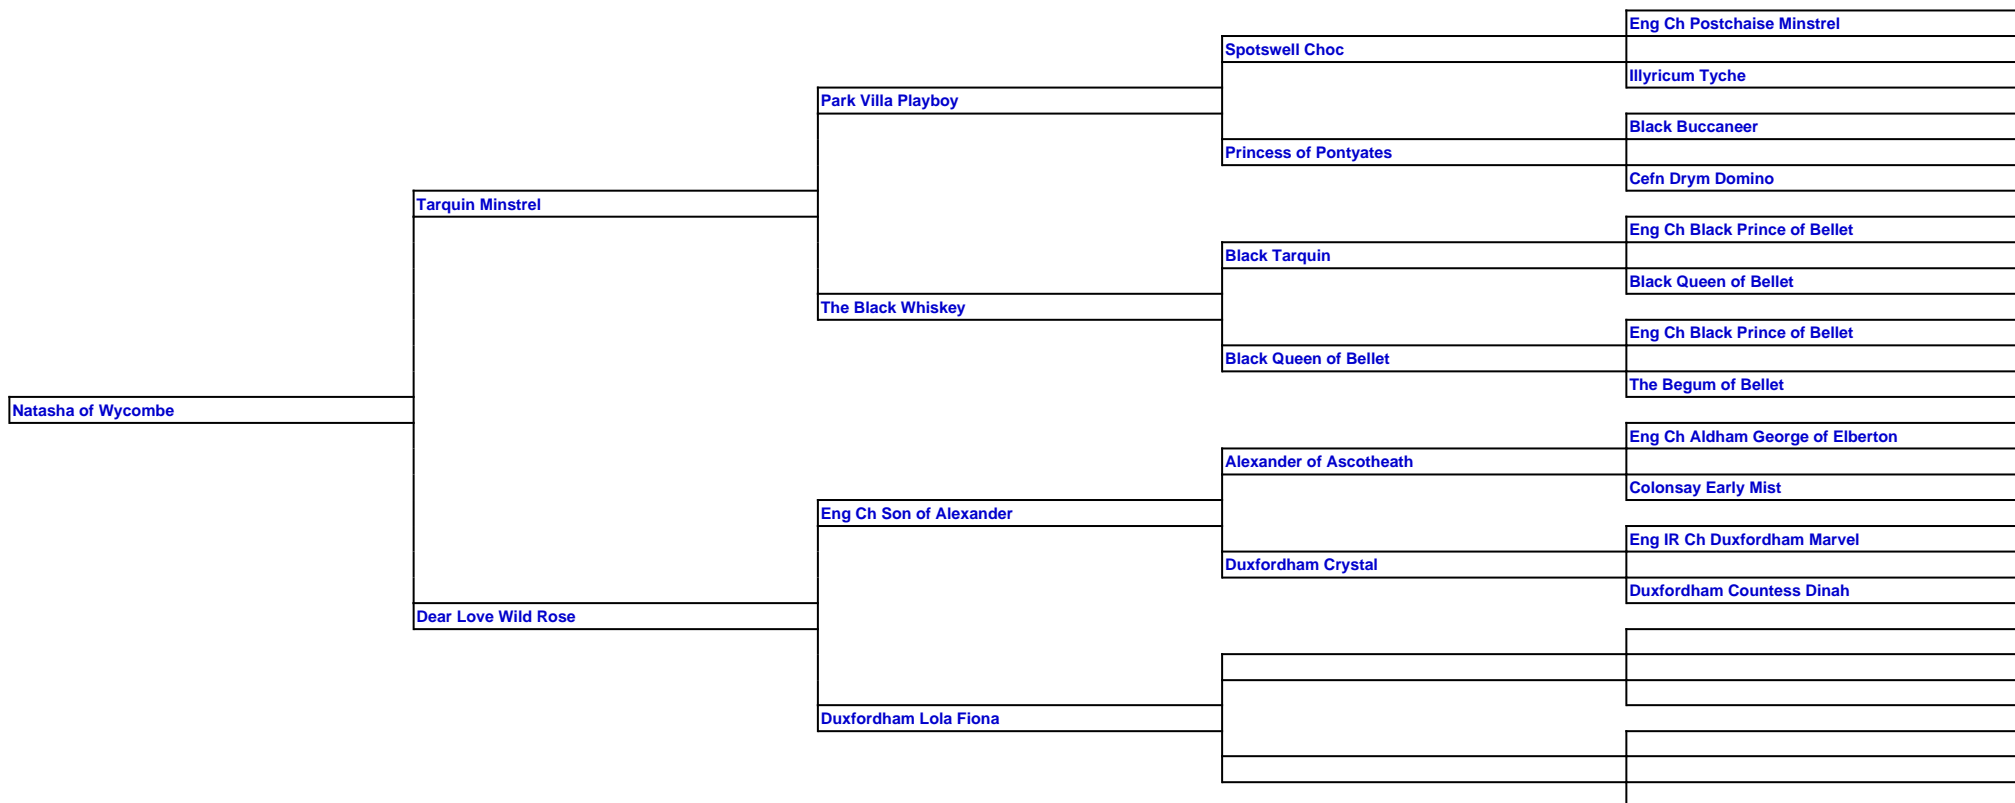 Eng Ch Postchaise Minstrel
Spotswell Choc
Illyricum Tyche
Park Villa Playboy
Black Buccaneer
Princess of Pontyates
Cefn Drym Domino
Tarquin Minstrel
Eng Ch Black Prince of Bellet
Black Tarquin
Black Queen of Bellet
The Black Whiskey
Eng Ch Black Prince of Bellet
Black Queen of Bellet
The Begum of Bellet
Natasha of Wycombe
Eng Ch Aldham George of Elberton
Alexander of Ascotheath
Colonsay Early Mist
Eng Ch Son of Alexander
Eng IR Ch Duxfordham Marvel
Duxfordham Crystal
Duxfordham Countess Dinah
Dear Love Wild Rose
Duxfordham Lola Fiona